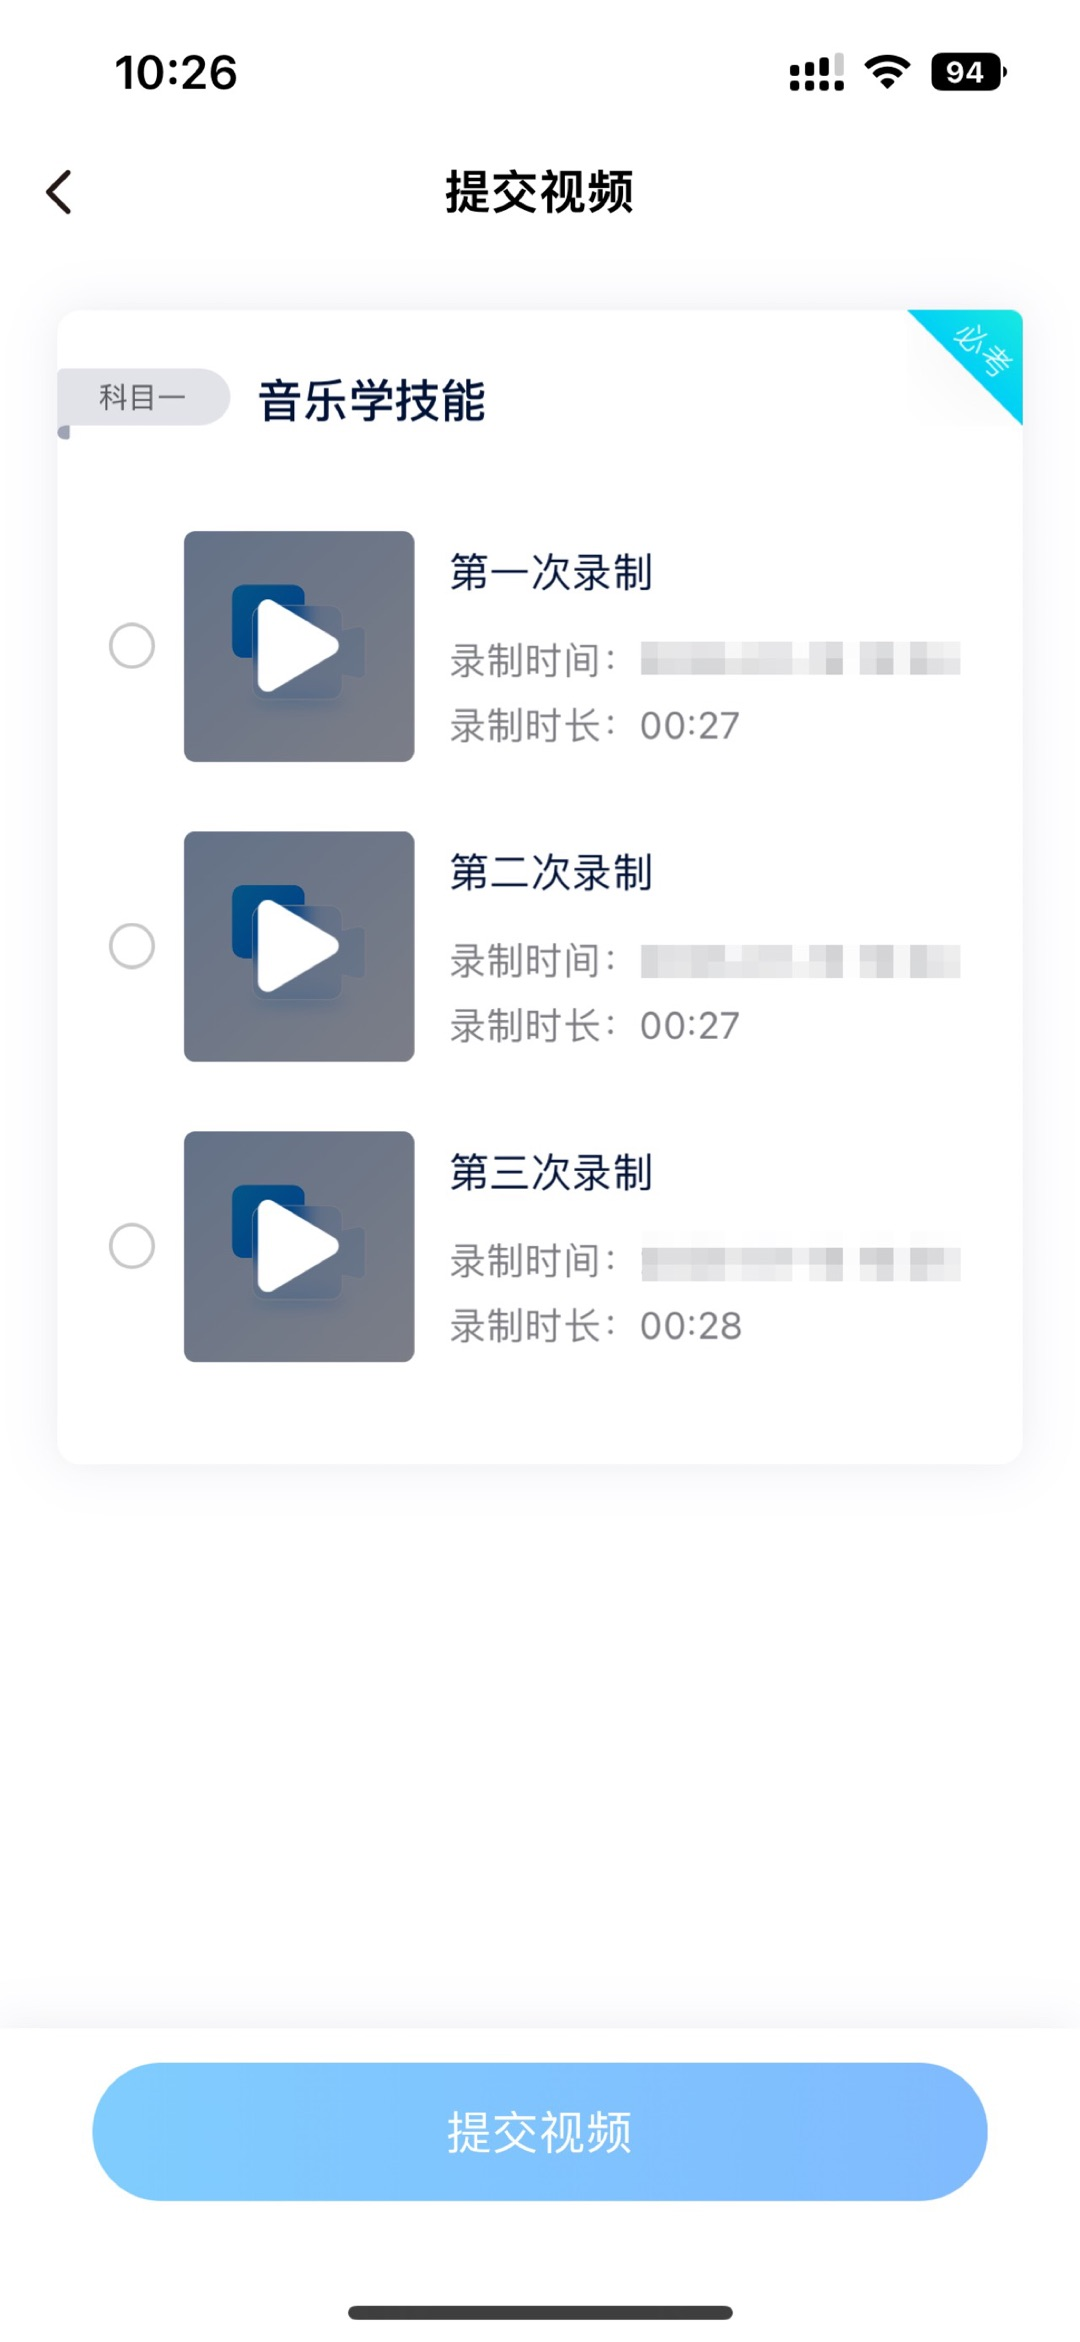 10:26
94
提交视频
必考
科目一 音乐学技能
第一次录制
录制时间：
录制时长：00:27
第二次录制
录制时间：
录制时长：00:27
第三次录制
录制时间：
录制时长：00:28
提交视频